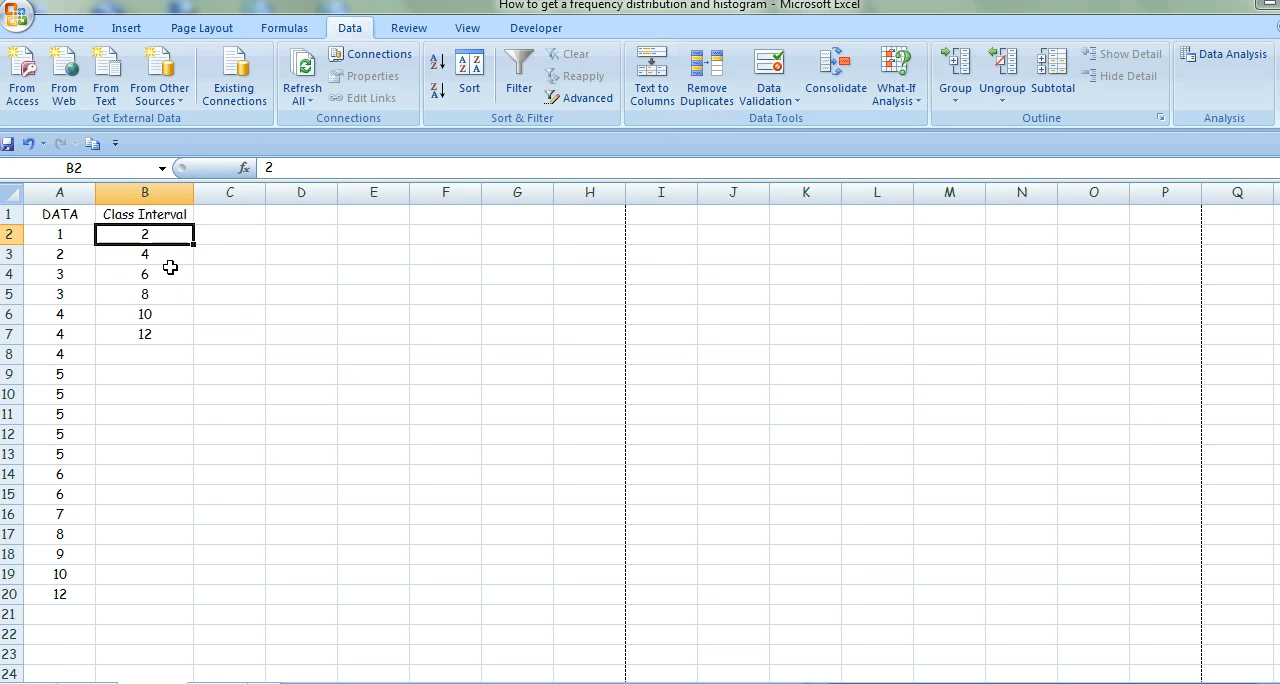 How to get a frequency distribution and histogram - Microsoft Excel
Home Insert Page Layout Formulas Data Review View Developer
From Access
From Web
From Text
From Other Sources
Existing Connections
Get External Data
Refresh All
Connections
Properties
Edit Links
Connections
Sort
Filter
Clear
Reapply
Advanced
Sort & Filter
Text to Columns
Remove Duplicates
Data Validation
Consolidate
What-If Analysis
Data Tools
Group
Ungroup
Subtotal
Show Detail
Hide Detail
Outline
Data Analysis
Analysis
B2 fx 2
A B C D E F G H I J K L M N O P Q
1 DATA Class Interval
2 1 2
3 2 4
4 3 6
5 3 8
6 4 10
7 4 12
8 4
9 5
10 5
11 5
12 5
13 5
14 6
15 6
16 7
17 8
18 9
19 10
20 12
21
22
23
24